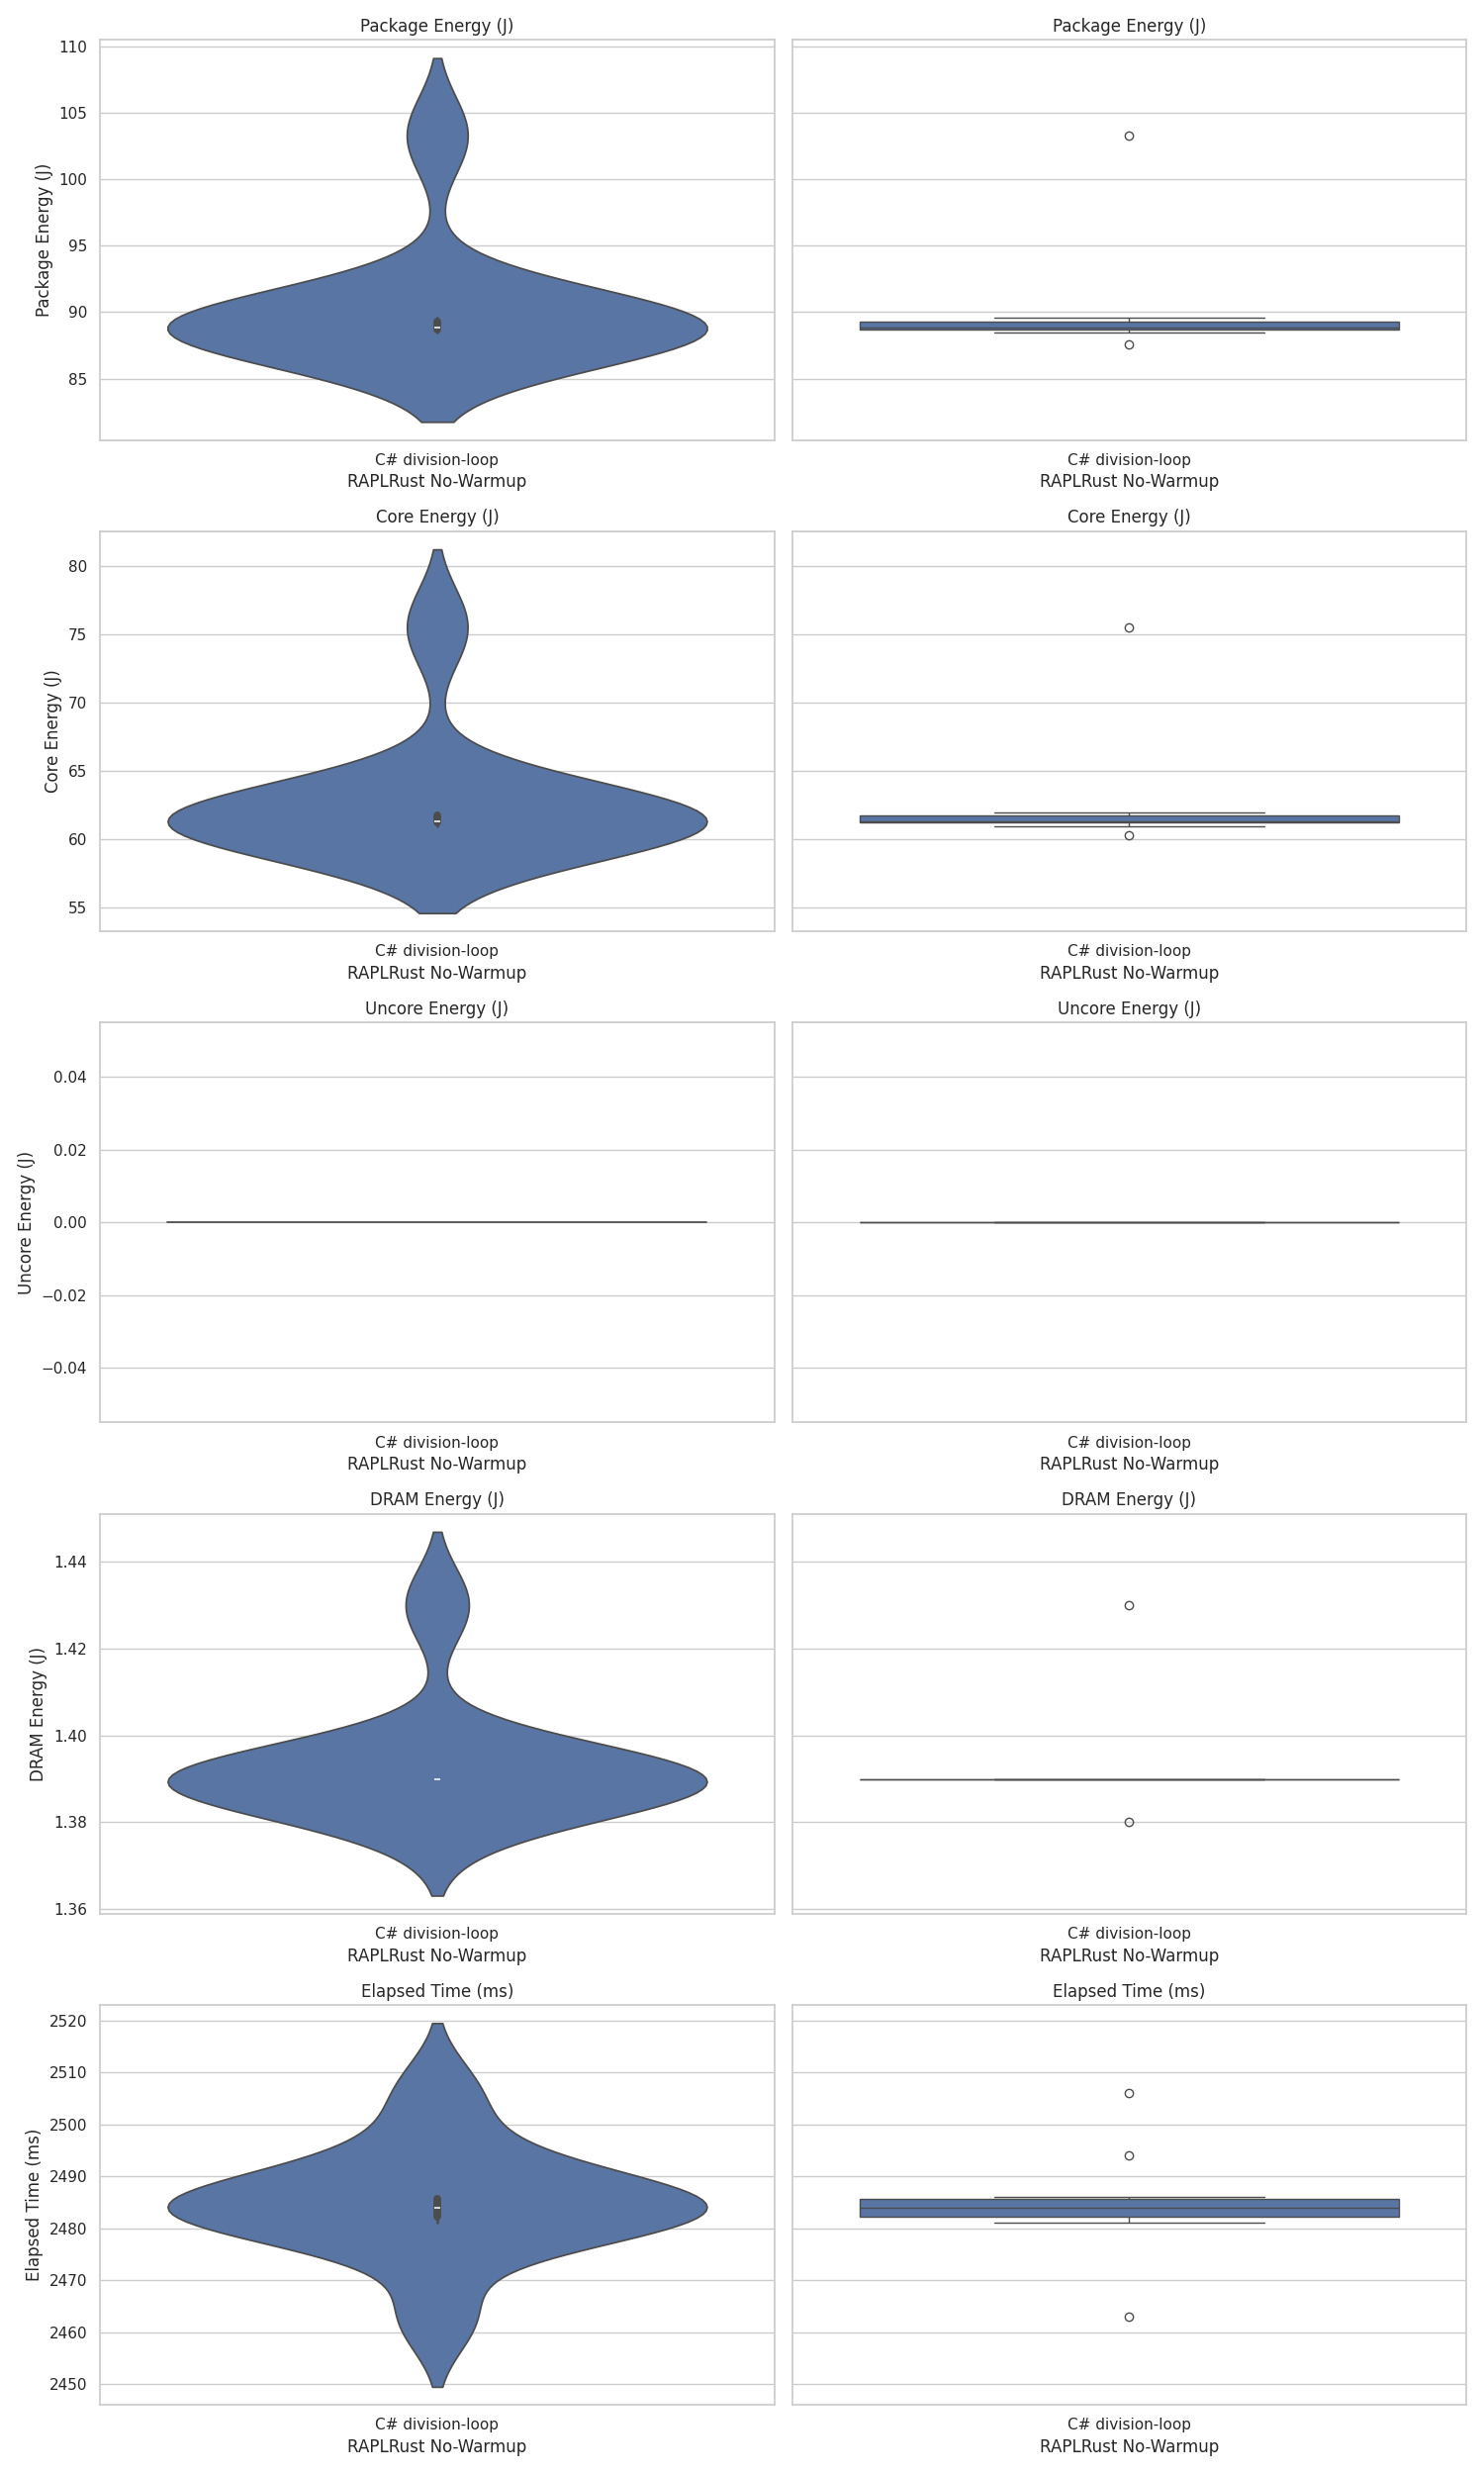 Package Energy (J) Package Energy (J)
110
105
100
95
90
85
Package Energy (J)
C# division-loop C# division-loop
RAPLRust No-Warmup RAPLRust No-Warmup
Core Energy (J) Core Energy (J)
80
75
70
65
60
55
Core Energy (J)
C# division-loop C# division-loop
RAPLRust No-Warmup RAPLRust No-Warmup
Uncore Energy (J) Uncore Energy (J)
0.04
0.02
0.00
−0.02
−0.04
Uncore Energy (J)
C# division-loop C# division-loop
RAPLRust No-Warmup RAPLRust No-Warmup
DRAM Energy (J) DRAM Energy (J)
1.44
1.42
1.40
1.38
1.36
DRAM Energy (J)
C# division-loop C# division-loop
RAPLRust No-Warmup RAPLRust No-Warmup
Elapsed Time (ms) Elapsed Time (ms)
2520
2510
2500
2490
2480
2470
2460
2450
Elapsed Time (ms)
C# division-loop C# division-loop
RAPLRust No-Warmup RAPLRust No-Warmup